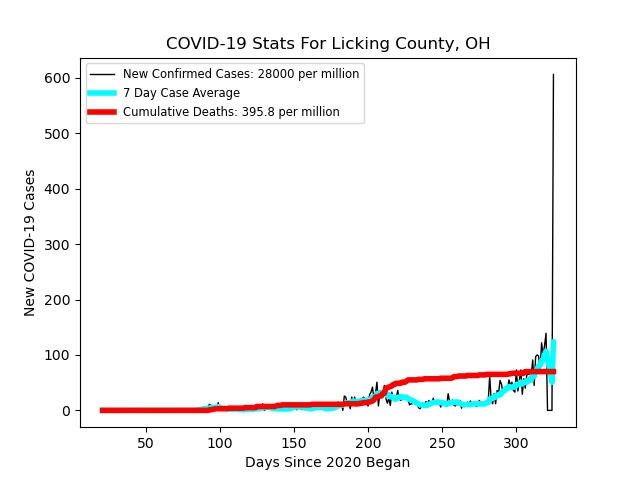 COVID-19 Stats For Licking County, OH
New Confirmed Cases: 28000 per million
7 Day Case Average
Cumulative Deaths: 395.8 per million
New COVID-19 Cases
600
500
400
300
200
100
0
50 100 150 200 250 300
Days Since 2020 Began